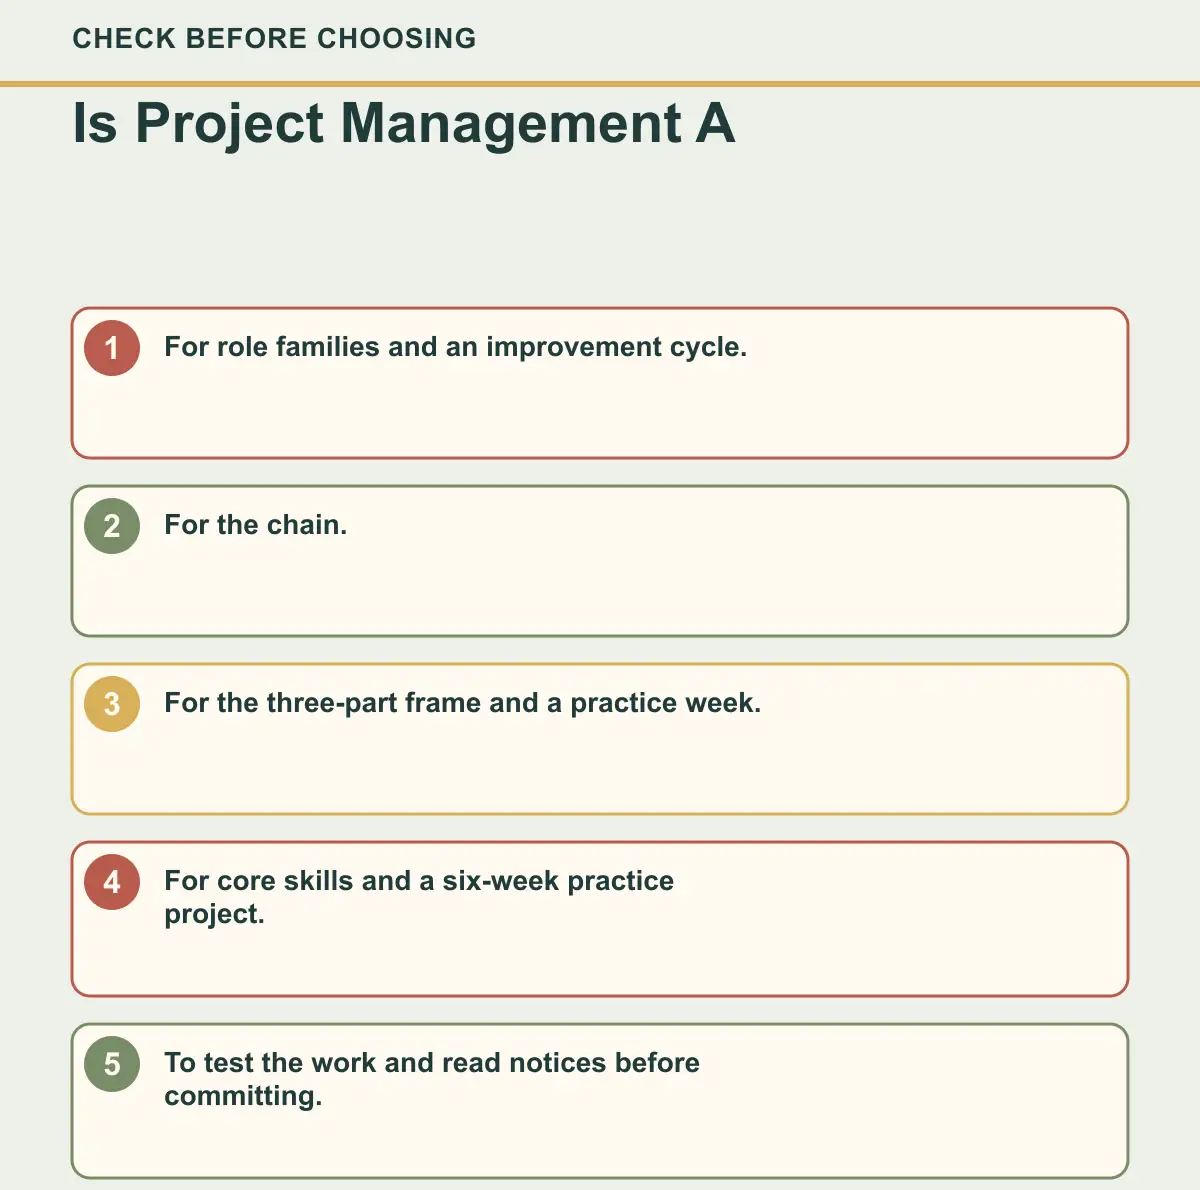 CHECK BEFORE CHOOSING
Is Project Management A
1
For role families and an improvement cycle.
2
For the chain.
3
For the three-part frame and a practice week.
4
For core skills and a six-week practice
project.
5
To test the work and read notices before
committing.